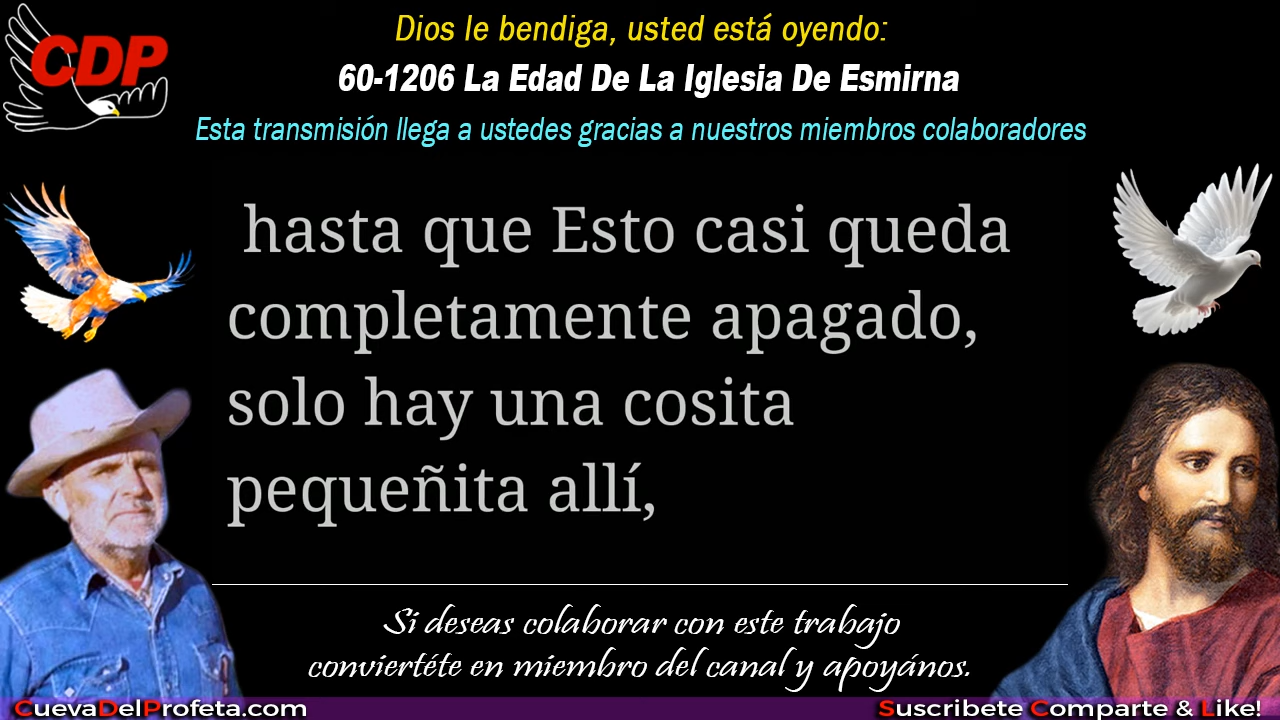 CDP
Dios le bendiga, usted está oyendo:
60-1206 La Edad De La Iglesia De Esmirna
Esta transmisión llega a ustedes gracias a nuestros miembros colaboradores
hasta que Esto casi queda
completamente apagado,
solo hay una cosita
pequeñita allí,
Si deseas colaborar con este trabajo
conviertéte en miembro del canal y apoyános.
CuevaDelProfeta.com
Suscribete Comparte & Like!